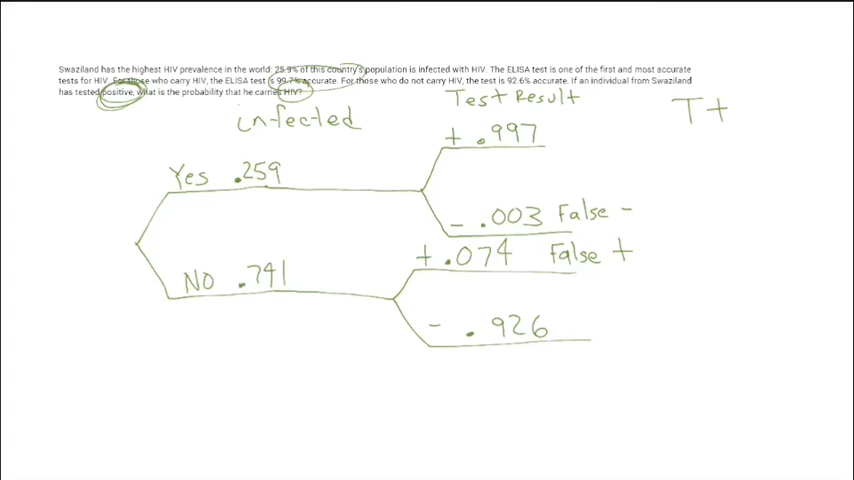 Swaziland has the highest HIV prevalence in the world: 25.9% of this country's population is infected with HIV. The ELISA test is one of the first and most accurate
tests for HIV. For those who carry HIV, the ELISA test is 99.7% accurate. For those who do not carry HIV, the test is 92.6% accurate. If an individual from Swaziland
has tested positive, what is the probability that he carries HIV?
Test Result
infected
T+
+ .997
Yes .259
- .003 False -
+ .074 False +
No .741
- .926